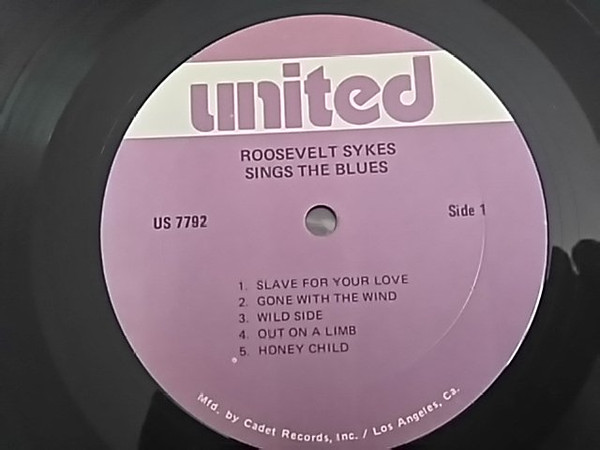 united
ROOSEVELT SYKES
SINGS THE BLUES
US 7792
Side 1
1. SLAVE FOR YOUR LOVE
2. GONE WITH THE WIND
3. WILD SIDE
4. OUT ON A LIMB
5. HONEY CHILD
Mfd. by Cadet Records, Inc. / Los Angeles, Ca.